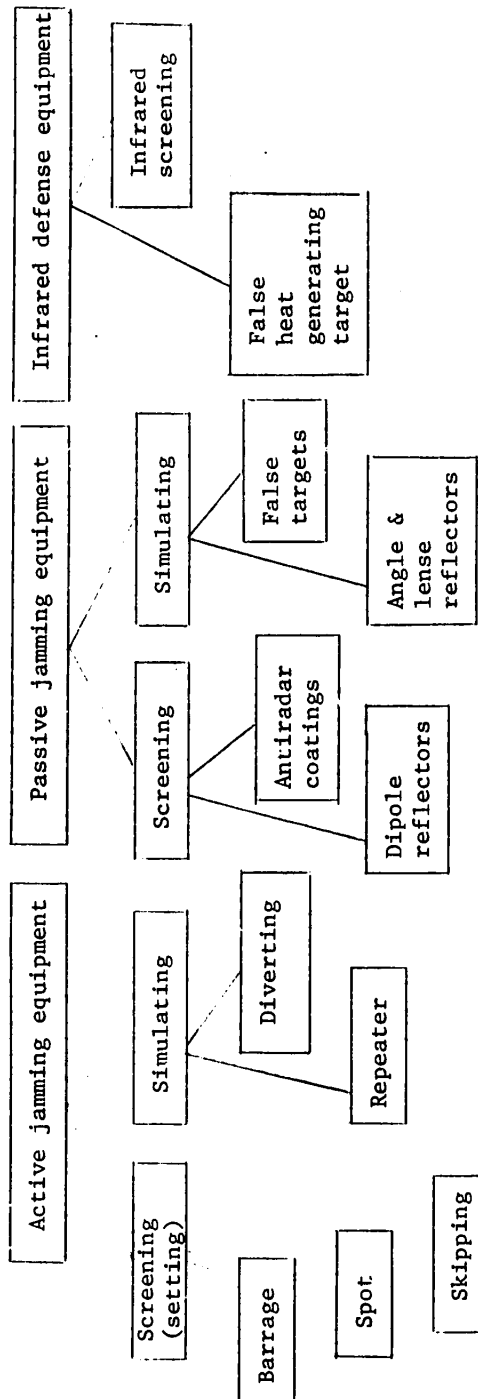 Active jamming equipment
Passive jamming equipment
Infrared defense equipment
Screening
(setting)
Simulating
Screening
Simulating
Infrared
screening
Barrage
Diverting
Antiradar
coatings
False
targets
False
heat
generating
target
Spot
Repeater
Dipole
reflectors
Angle &
lense
reflectors
Skipping